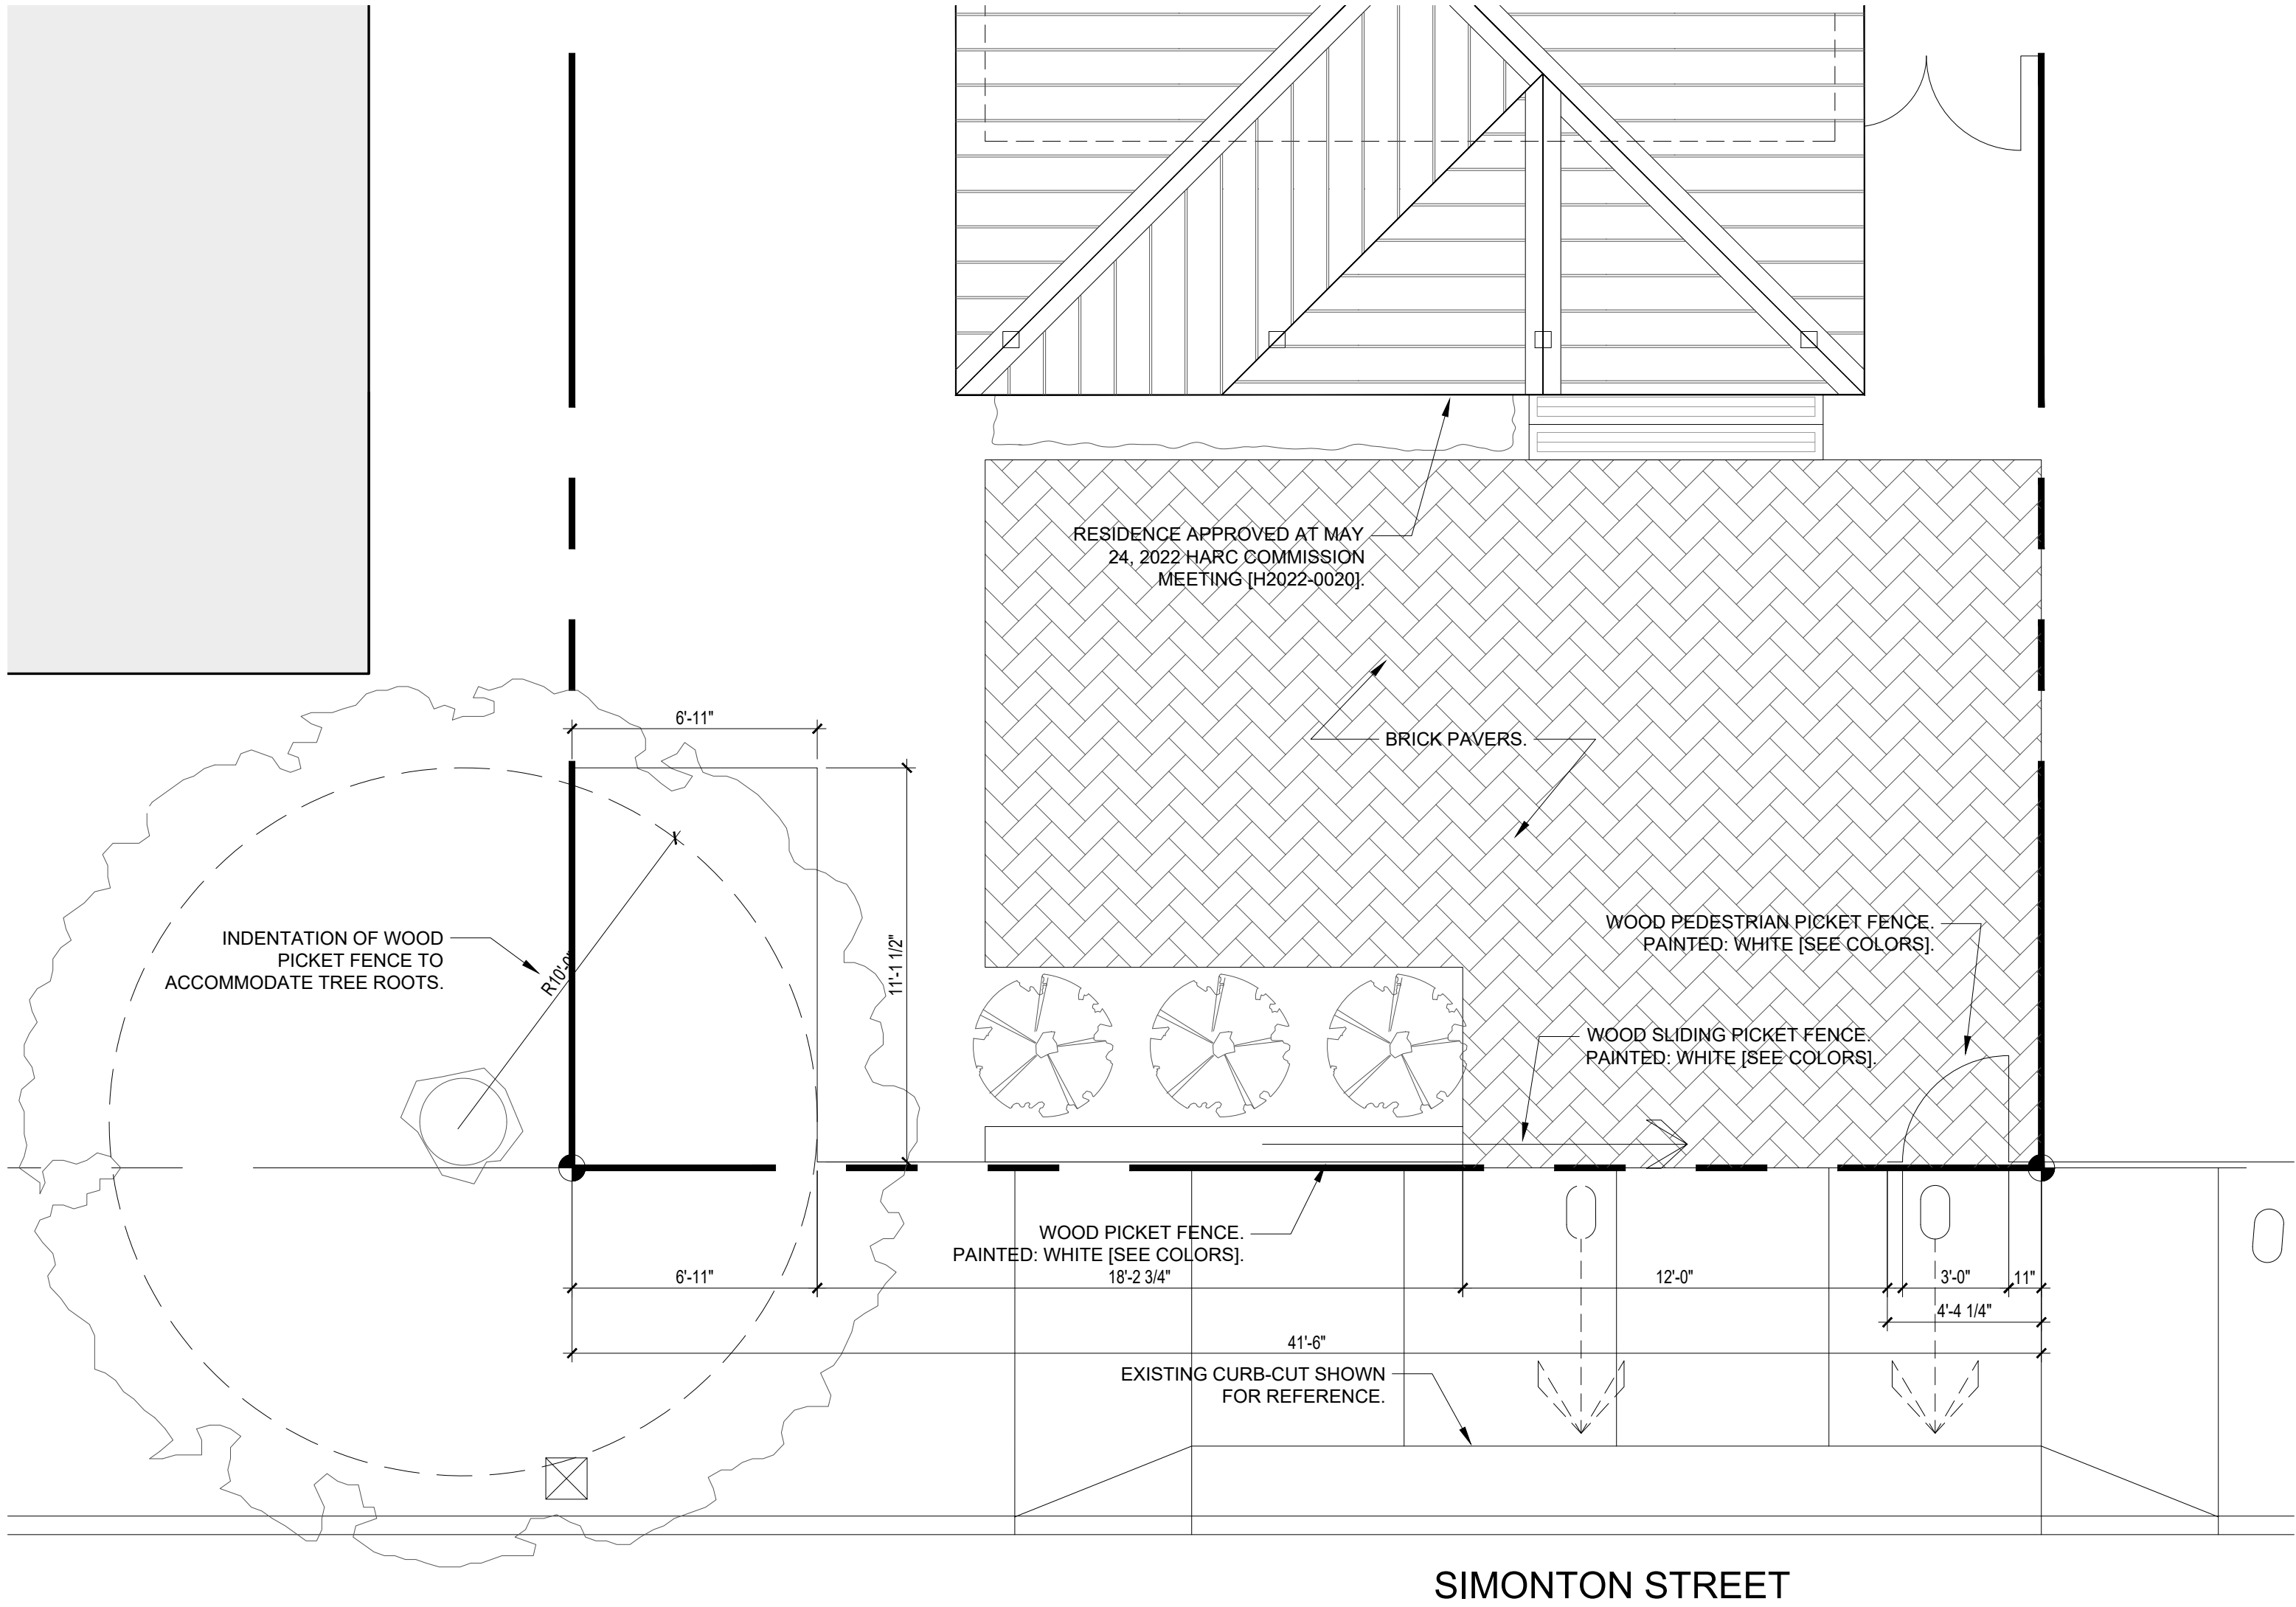 RESIDENCE APPROVED AT MAY
24, 2022 HARC COMMISSION
MEETING [H2022-0020].
6'-11"
BRICK PAVERS.
INDENTATION OF WOOD
PICKET FENCE TO
ACCOMMODATE TREE ROOTS.
R10'-0"
11'-1 1/2"
WOOD PEDESTRIAN PICKET FENCE.
PAINTED: WHITE [SEE COLORS].
WOOD SLIDING PICKET FENCE.
PAINTED: WHITE [SEE COLORS].
WOOD PICKET FENCE.
PAINTED: WHITE [SEE COLORS].
6'-11"
18'-2 3/4"
12'-0"
3'-0"
11"
4'-4 1/4"
41'-6"
EXISTING CURB-CUT SHOWN
FOR REFERENCE.
SIMONTON STREET